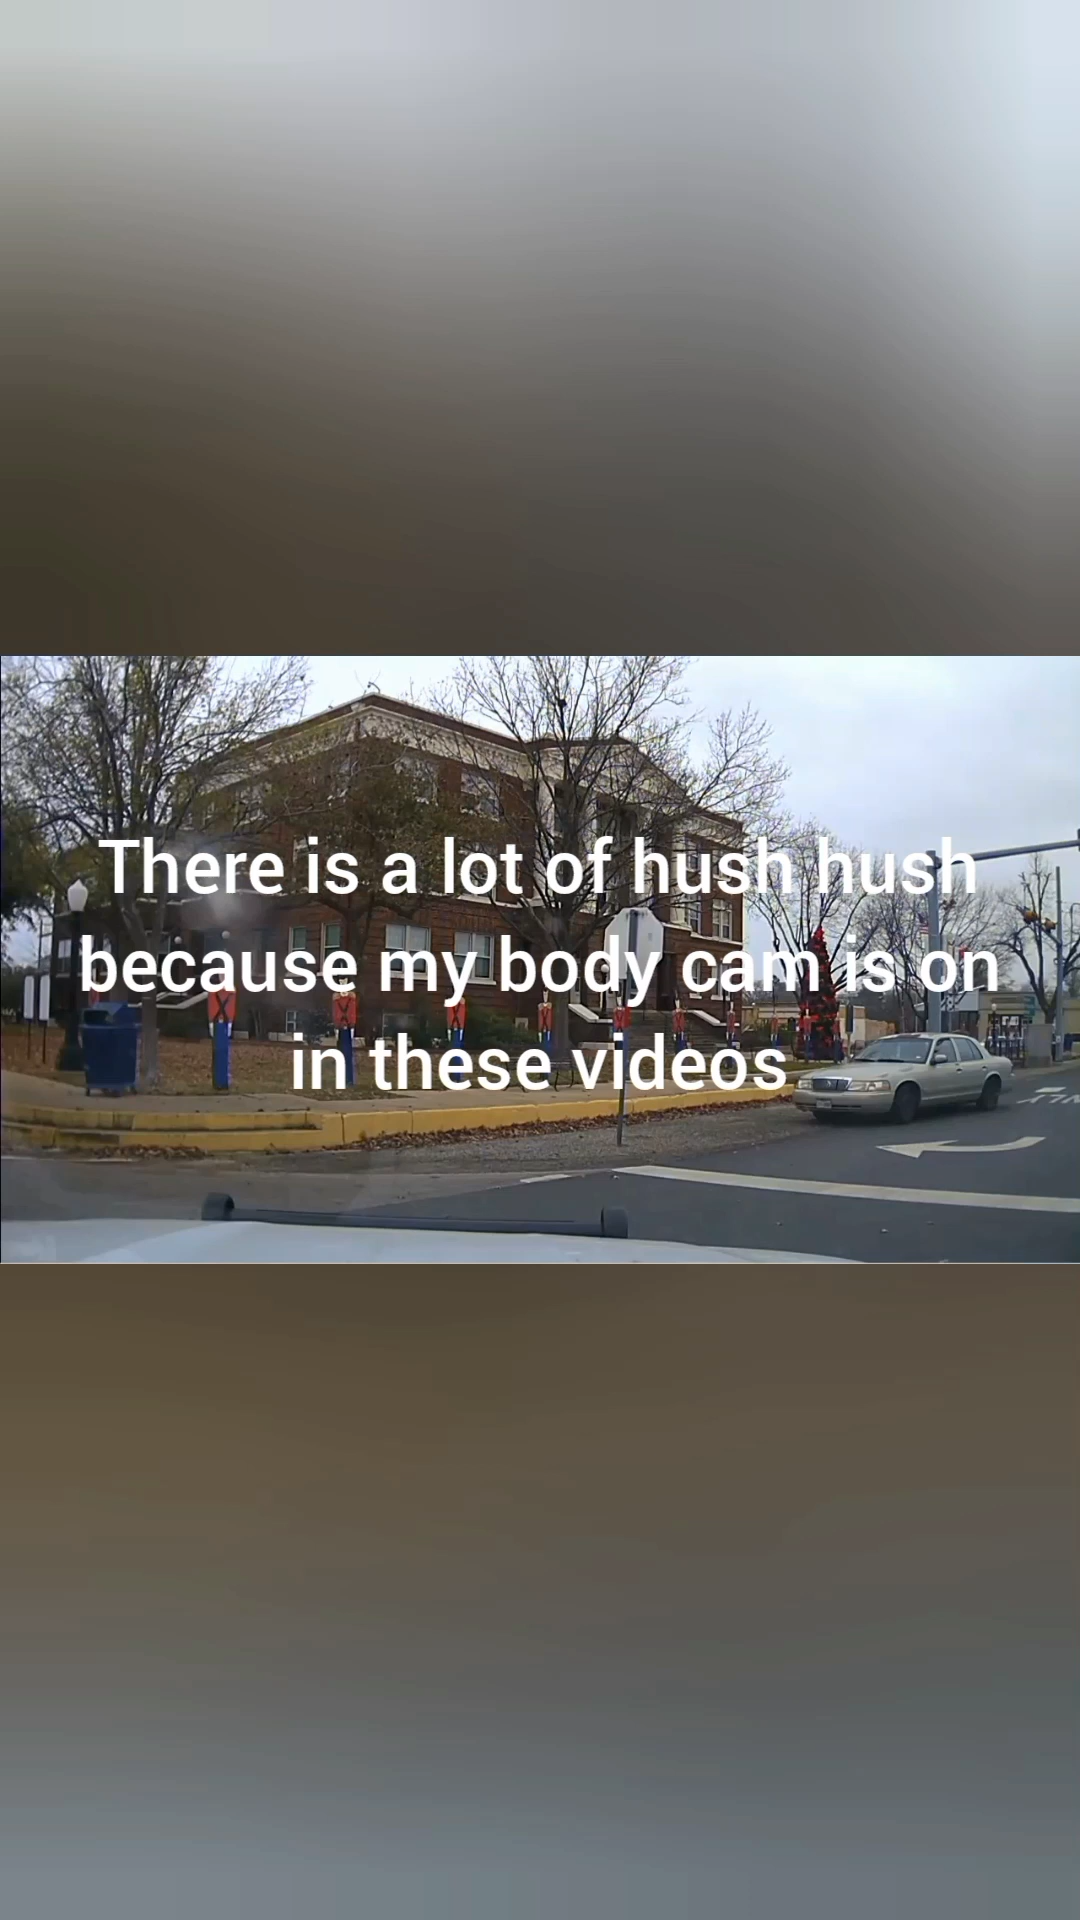 There is a lot of hush hush
because my body cam is on
in these videos